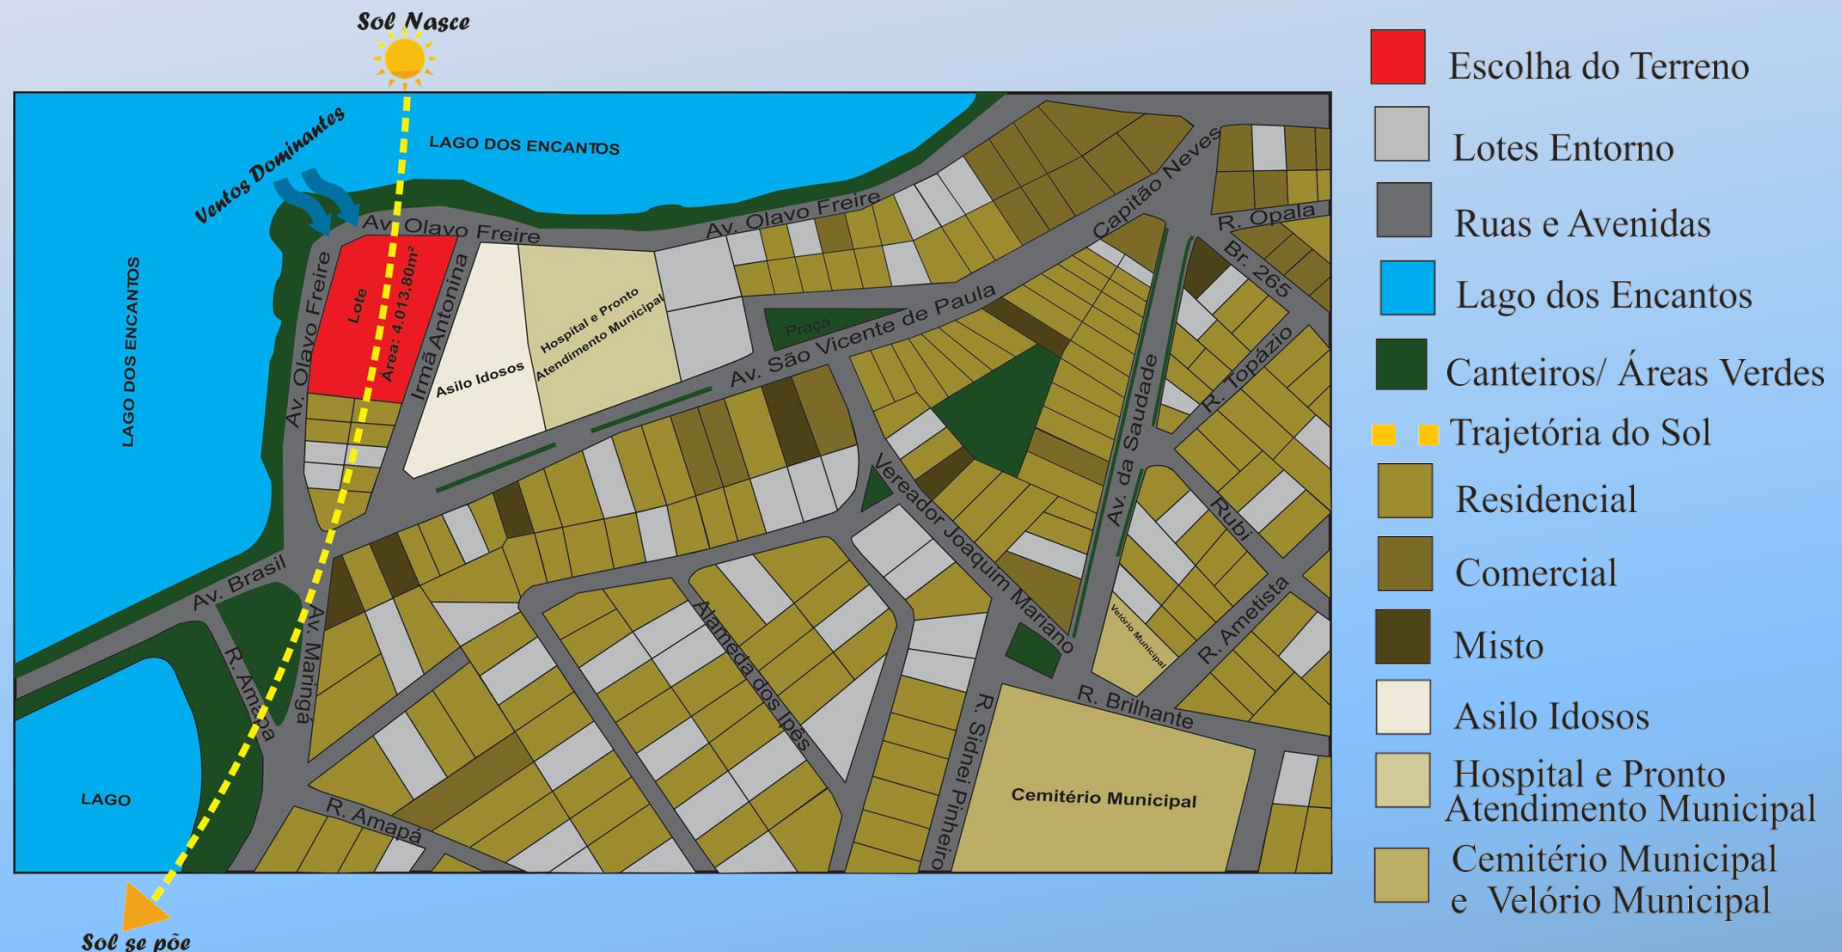 Sol Nasce
Ventos Dominantes
LAGO DOS ENCANTOS
LAGO DOS ENCANTOS
Av. Olavo Freire
Av. Olavo Freire
Av. Olavo Freire
Lote
Área: 4.013,80m²
Irmã Antonina
Asilo Idosos
Hospital e Pronto
Atendimento Municipal
Praça
Av. São Vicente de Paula
Capitão Neves
R. Opala
Br. 265
R. Topázio
Av. da Saudade
Vereador Joaquim Mariano
Rubi
R. Ametista
Velório Municipal
R. Brilhante
Av. Brasil
Av. Maringá
R. Amapa
Alameda dos Ipês
R. Sidnei Pinheiro
Cemitério Municipal
LAGO
R. Amapá
Sol se põe
Escolha do Terreno
Lotes Entorno
Ruas e Avenidas
Lago dos Encantos
Canteiros/ Áreas Verdes
Trajetória do Sol
Residencial
Comercial
Misto
Asilo Idosos
Hospital e Pronto
Atendimento Municipal
Cemitério Municipal
e Velório Municipal